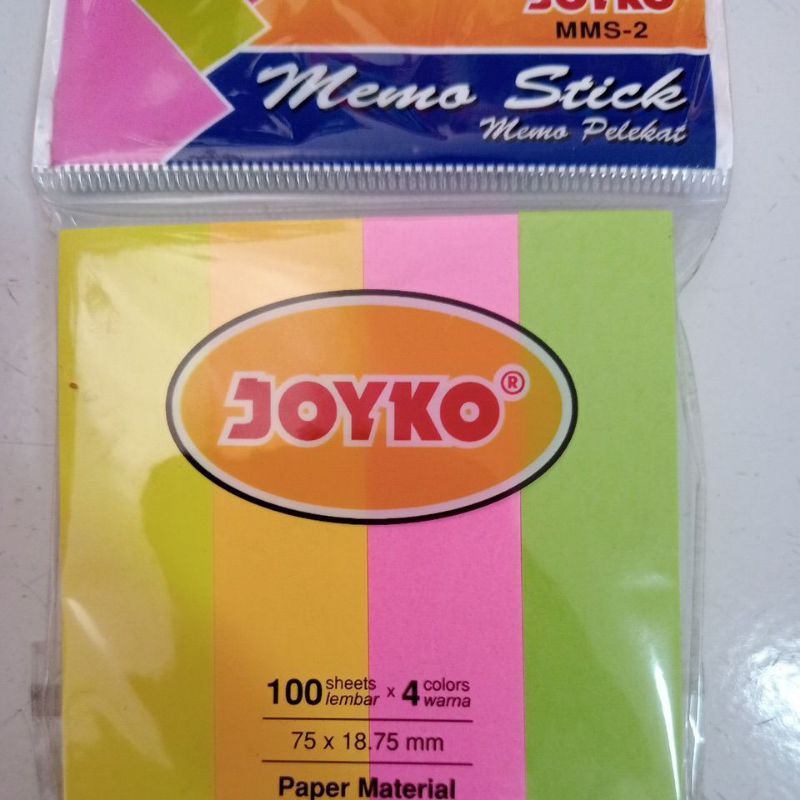 JOYKO
MMS-2
Memo Stick
Memo Pelekat
JOYKO®
100 sheets lembar x 4 colors warna
75 x 18.75 mm
Paper Material